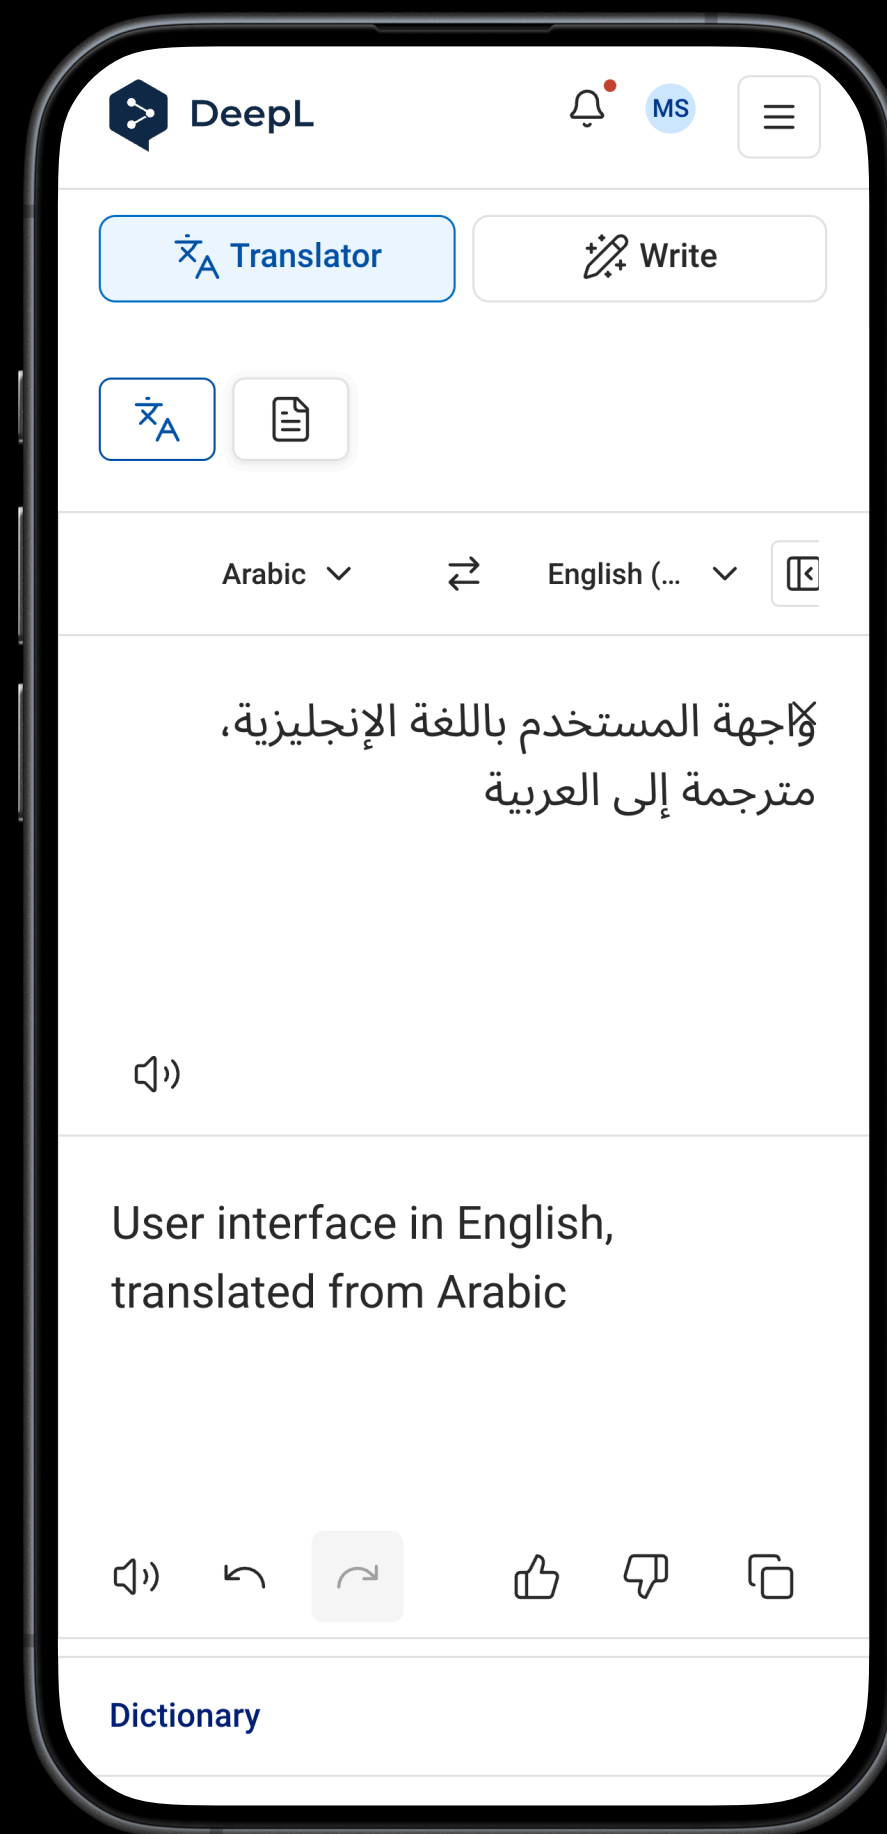 DeepL
MS
Translator
Write
Arabic
English (...
واجهة المستخدم باللغة الإنجليزية،
مترجمة إلى العربية
User interface in English,
translated from Arabic
Dictionary